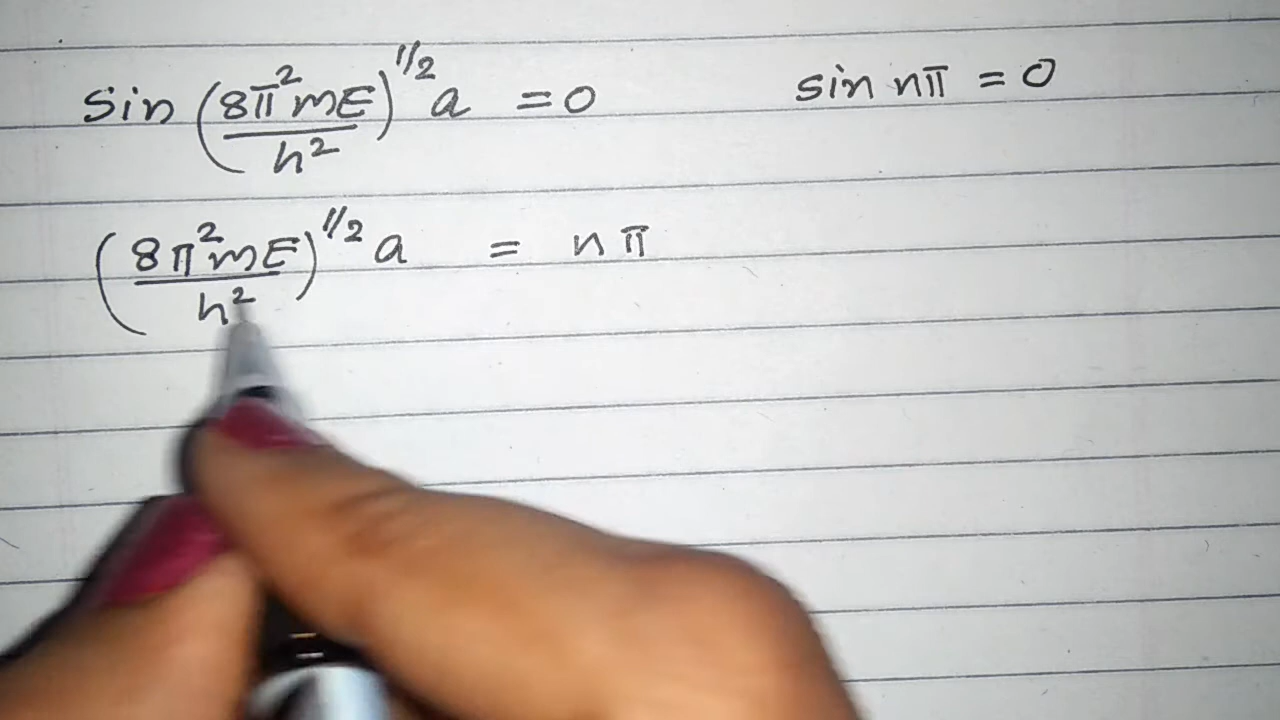 Sin (8π²mE/h²)^1/2 a = 0 sin nπ = 0
(8π²mE/h²)^1/2 a = nπ